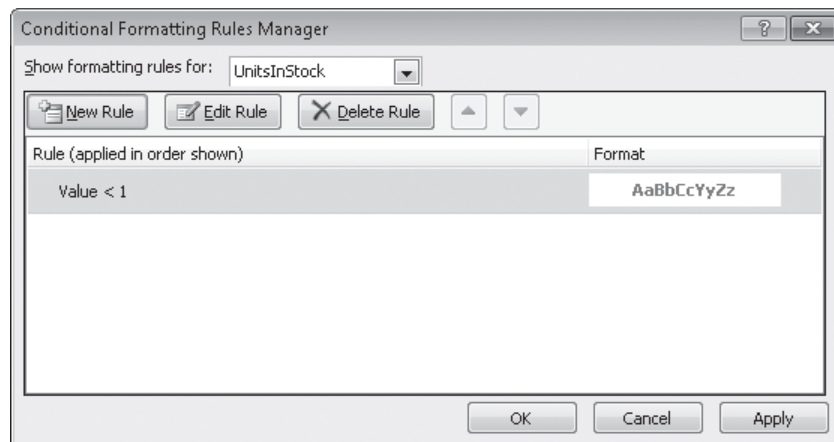 Conditional Formatting Rules Manager
Show formatting rules for: UnitsInStock
New Rule Edit Rule Delete Rule
Rule (applied in order shown) Format
Value < 1 AaBbCcYyZz
OK Cancel Apply